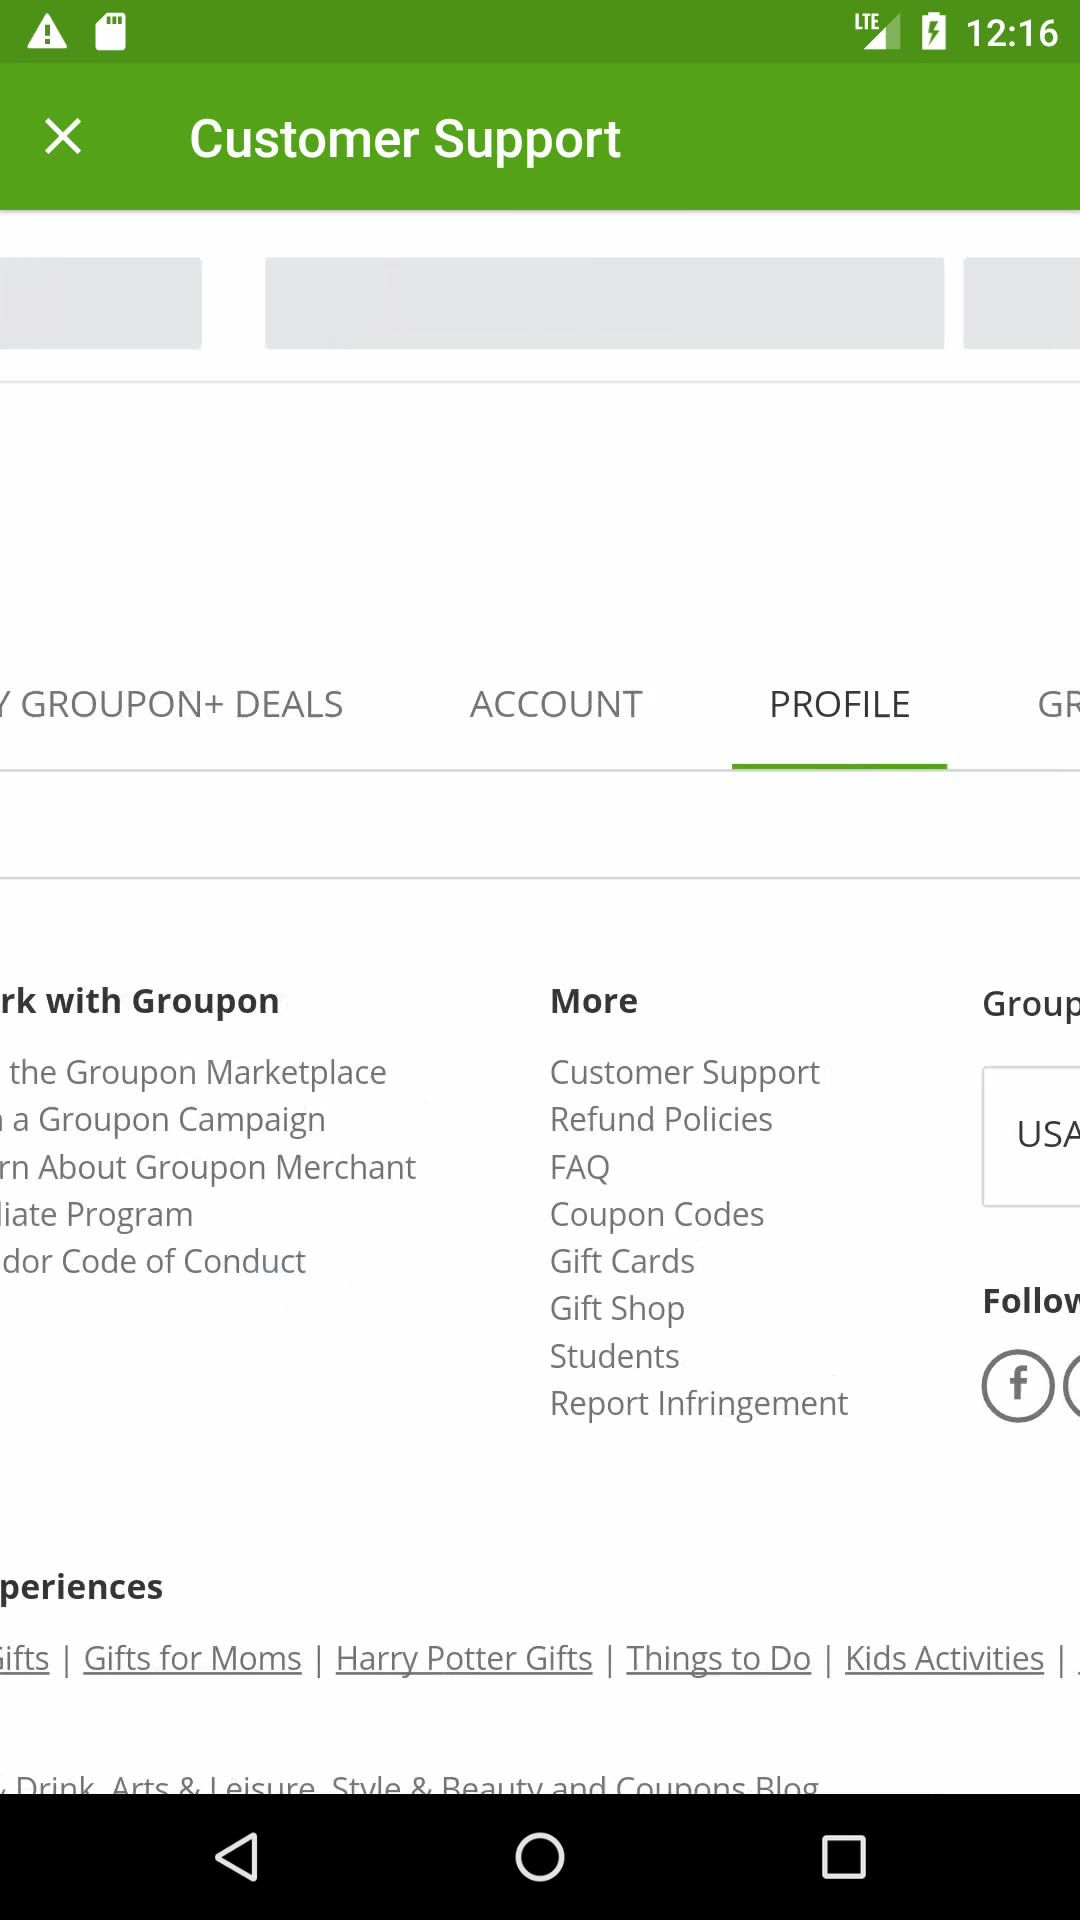 LTE 12:16
Customer Support
Y GROUPON+ DEALS ACCOUNT PROFILE GR
rk with Groupon
the Groupon Marketplace
a Groupon Campaign
rn About Groupon Merchant
liate Program
dor Code of Conduct
More
Customer Support
Refund Policies
FAQ
Coupon Codes
Gift Cards
Gift Shop
Students
Report Infringement
Group
USA
Follow
f
periences
Gifts | Gifts for Moms | Harry Potter Gifts | Things to Do | Kids Activities |
& Drink, Arts & Leisure, Style & Beauty and Coupons Blog